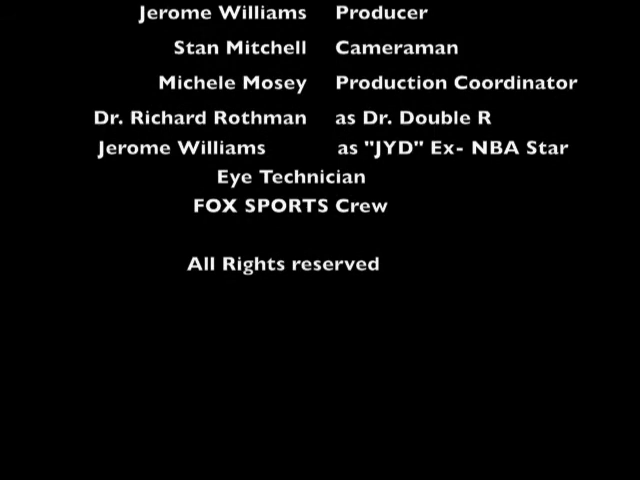 Jerome Williams Producer
Stan Mitchell Cameraman
Michele Mosey Production Coordinator
Dr. Richard Rothman as Dr. Double R
Jerome Williams as "JYD" Ex- NBA Star
Eye Technician
FOX SPORTS Crew
All Rights reserved